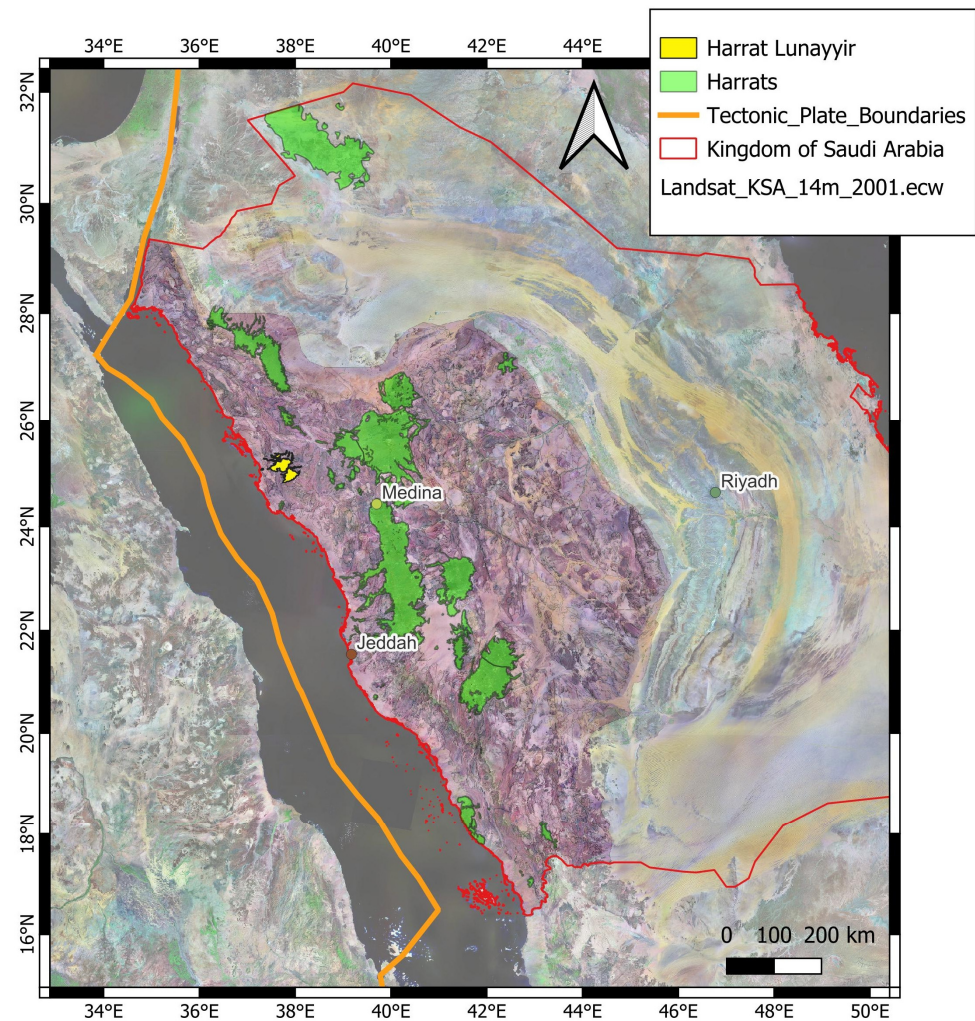 34°E 36°E 38°E 40°E 42°E 44°E
Harrat Lunayyir
Harrats
Tectonic_Plate_Boundaries
Kingdom of Saudi Arabia
Landsat_KSA_14m_2001.ecw
32°N
30°N
28°N
26°N
24°N
22°N
20°N
18°N
16°N
Medina
Riyadh
Jeddah
0 100 200 km
34°E 36°E 38°E 40°E 42°E 44°E 46°E 48°E 50°E